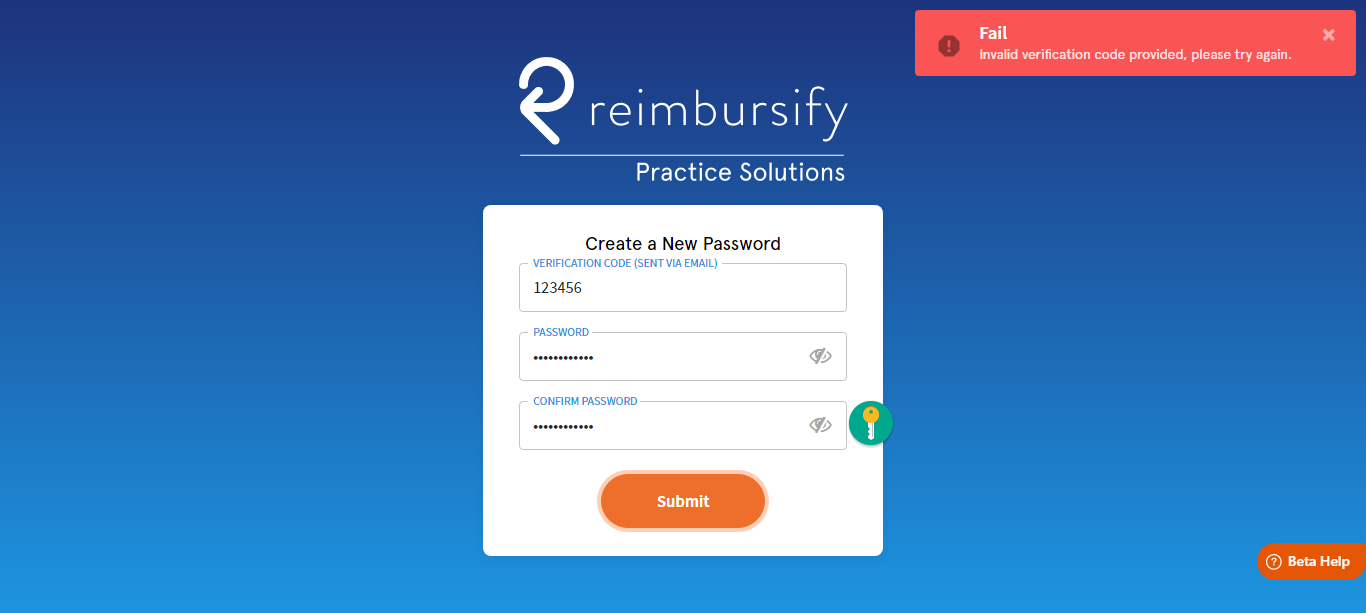 Fail
Invalid verification code provided, please try again.
reimbursify
Practice Solutions
Create a New Password
VERIFICATION CODE (SENT VIA EMAIL)
123456
PASSWORD
••••••••••••
CONFIRM PASSWORD
••••••••••••
Submit
Beta Help